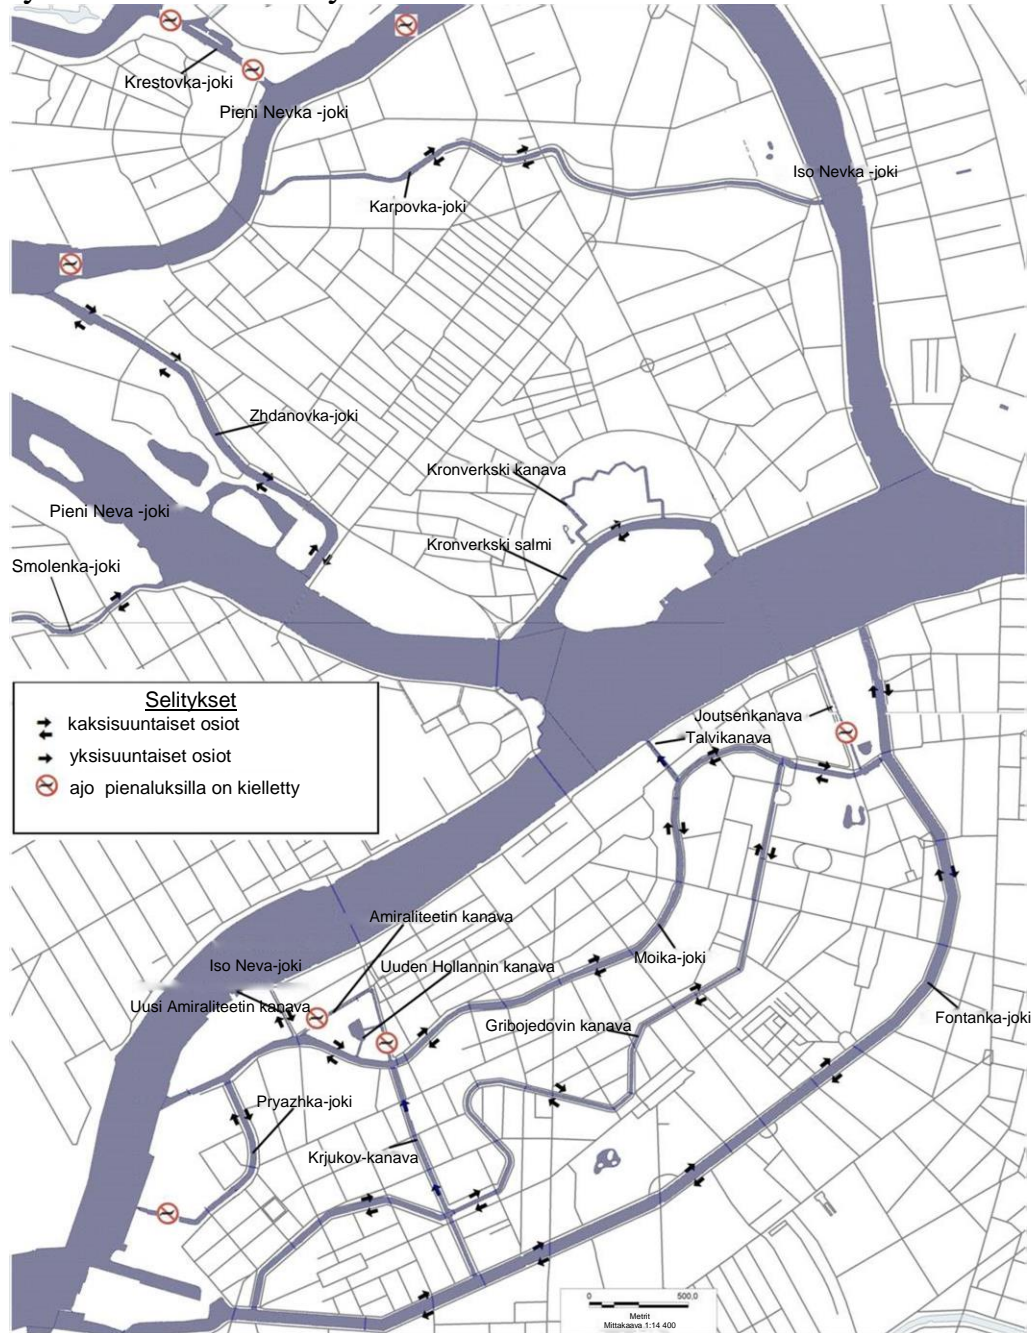 Krestovka-joki
Pieni Nevka -joki
Iso Nevka -joki
Karpovka-joki
Zhdanovka-joki
Kronverkski kanava
Pieni Neva -joki
Kronverkski salmi
Smolenka-joki
Selitykset
kaksisuuntaiset osiot
yksisuuntaiset osiot
ajo pienaluksilla on kielletty
Joutsenkanava
Talvikanava
Amiraliteetin kanava
Moika-joki
Iso Neva-joki
Uuden Hollannin kanava
Uusi Amiraliteetin kanava
Gribojedovin kanava
Fontanka-joki
Pryazhka-joki
Krjukov-kanava
0 500,0
Metrit
Mittakaava 1:14 400